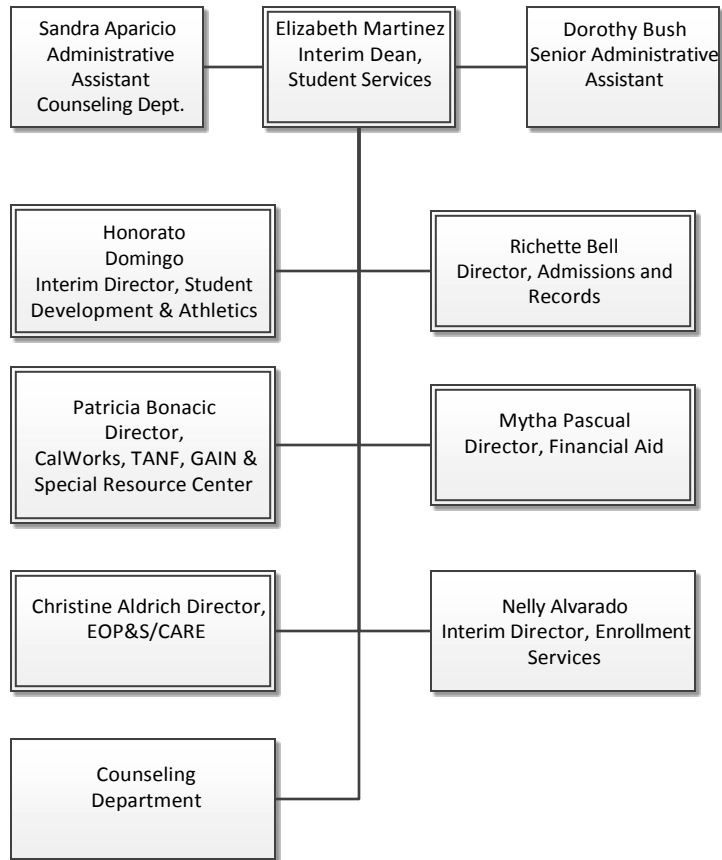 Sandra Aparicio
Administrative
Assistant
Counseling Dept.
Elizabeth Martinez
Interim Dean,
Student Services
Dorothy Bush
Senior Administrative
Assistant
Honorato
Domingo
Interim Director, Student
Development & Athletics
Richette Bell
Director, Admissions and
Records
Patricia Bonacic
Director,
CalWorks, TANF, GAIN &
Special Resource Center
Mytha Pascual
Director, Financial Aid
Christine Aldrich Director,
EOP&S/CARE
Nelly Alvarado
Interim Director, Enrollment
Services
Counseling
Department